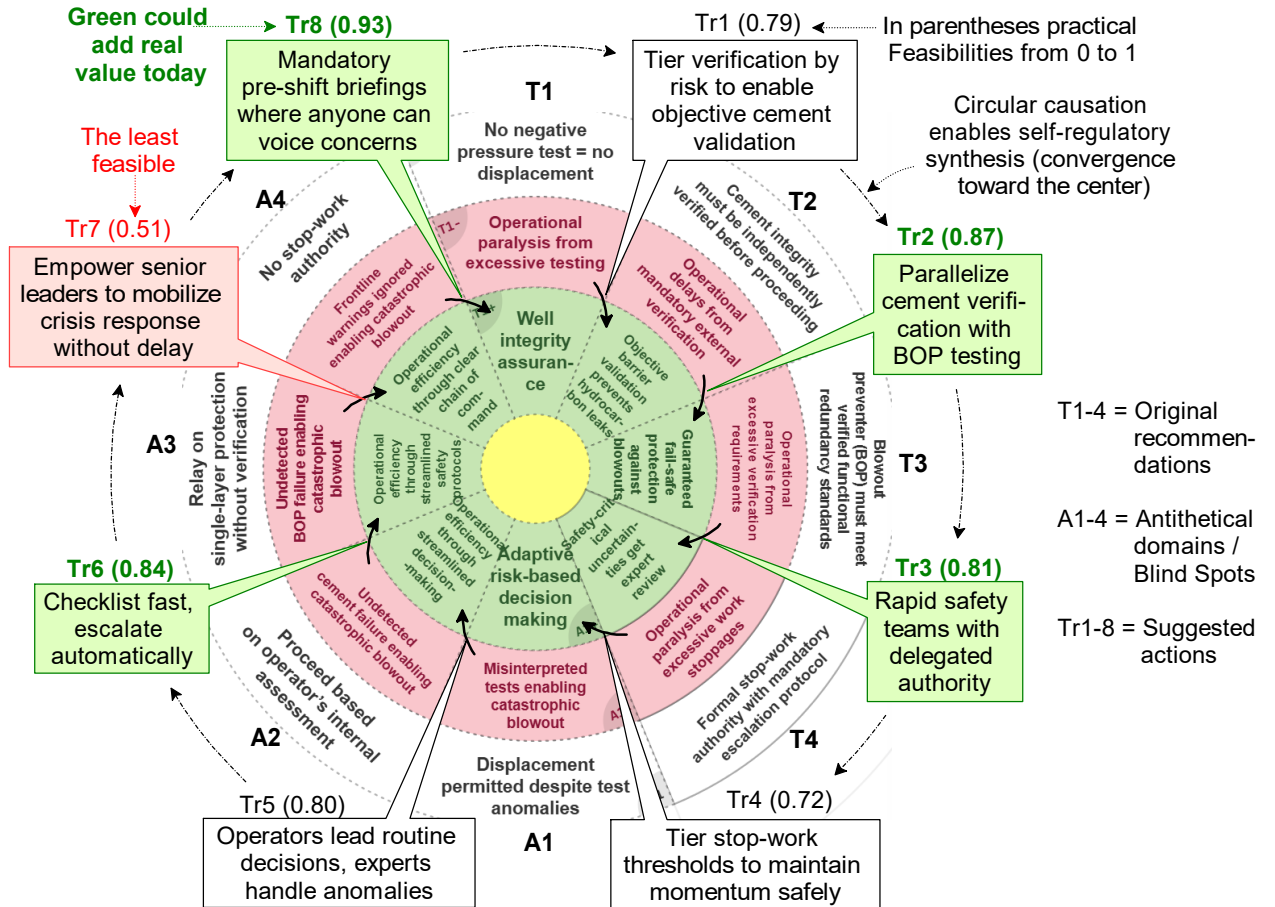 Green could
add real
value today
Tr8 (0.93)
Mandatory
pre-shift briefings
where anyone can
voice concerns
Tr1 (0.79)
Tier verification by
risk to enable
objective cement
validation
In parentheses practical
Feasibilities from 0 to 1
Circular causation
enables self-regulatory
synthesis (convergence
toward the center)
The least
feasible
Tr7 (0.51)
Empower senior
leaders to mobilize
crisis response
without delay
Tr2 (0.87)
Parallelize
cement verifi-
cation with
BOP testing
T1-4 = Original
recommen-
dations
A1-4 = Antithetical
domains /
Blind Spots
Tr1-8 = Suggested
actions
Tr3 (0.81)
Rapid safety
teams with
delegated
authority
Tr4 (0.72)
Tier stop-work
thresholds to maintain
momentum safely
Tr5 (0.80)
Operators lead routine
decisions, experts
handle anomalies
Tr6 (0.84)
Checklist fast,
escalate
automatically
T1
No negative
pressure test = no
displacement
T2
Cement integrity
must be independently
verified before proceeding
T3
Blowout
preventer (BOP) must meet
verified functional
redundancy standards
T4
Formal stop-work
authority with mandatory
escalation protocol
A1
Displacement
permitted despite test
anomalies
A2
Proceed based
on operator's internal
assessment
A3
Relay on
single-layer protection
without verification
A4
No stop-work
authority
T1-
Operational
paralysis from
excessive testing
Operational
delays from
mandatory external
verification
Operational
paralysis from
excessive verification
requirements
Operational
paralysis from
excessive work
stoppages
Misinterpreted
tests enabling
catastrophic
blowout
Undetected
cement failure enabling
catastrophic blowout
Undetected
BOP failure enabling
catastrophic
blowout
Frontline
warnings ignored
enabling catastrophic
blowout
Well
integrity
assuran-
ce
Objective
barrier
validation
prevents
hydrocar-
bon leaks
Guaranteed
fail-safe
protection
against
blowouts
Safety-crit-
ical
uncertain-
ties get
expert
review
Adaptive
risk-based
decision
making
Operational
efficiency
through
streamlined
decision-
-making
Operational
efficiency
through
streamlined
safety
protocols
Operational
efficiency
through clear
chain of
com-
mand